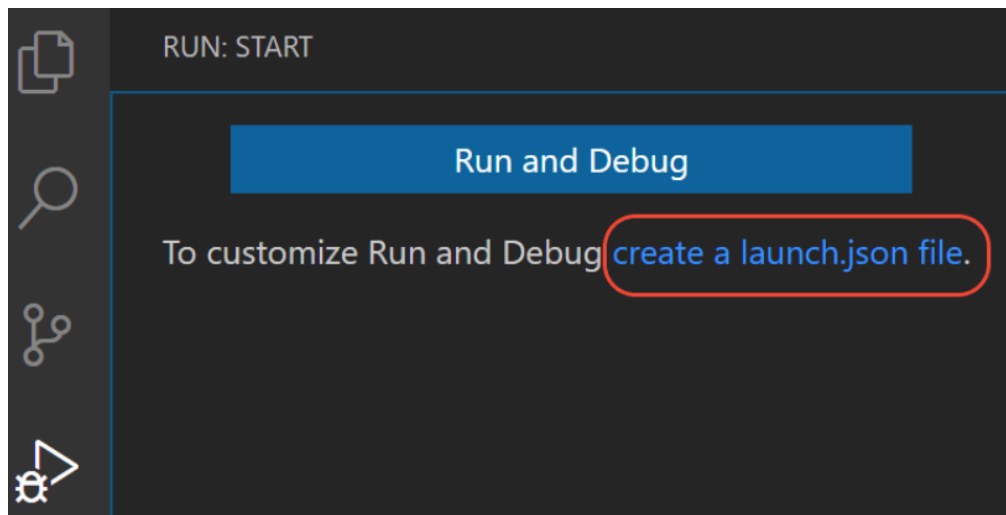 RUN: START
Run and Debug
To customize Run and Debug create a launch.json file.